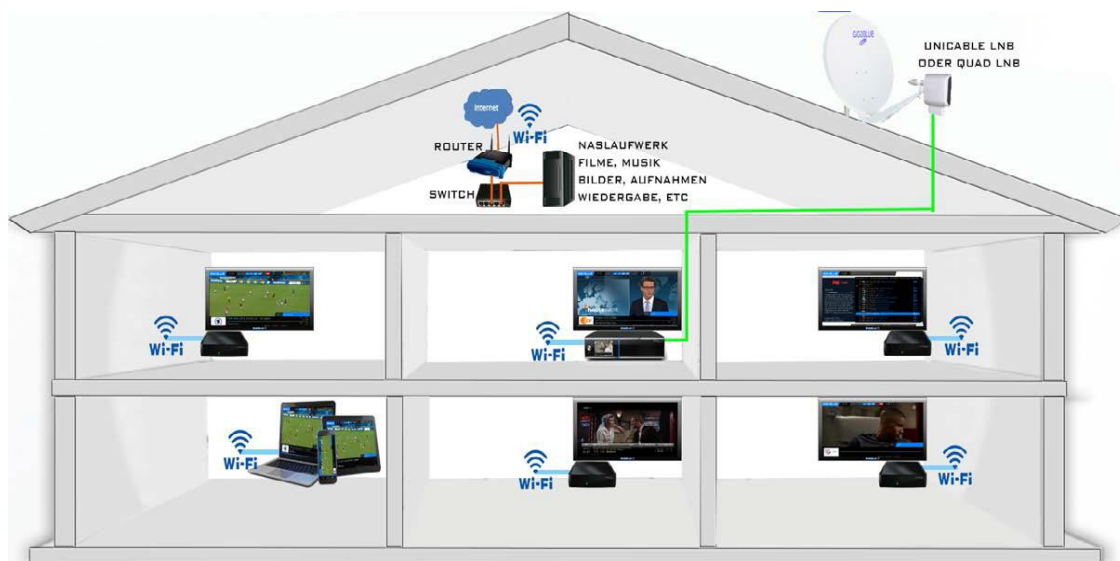 GIGABLUE
UNICABLE LNB
ODER QUAD LNB
Internet
Wi-Fi
ROUTER
NASLAUFWERK
FILME, MUSIK
BILDER, AUFNAHMEN
WIEDERGABE, ETC
SWITCH
Wi-Fi
Wi-Fi
Wi-Fi
Wi-Fi
Wi-Fi
Wi-Fi